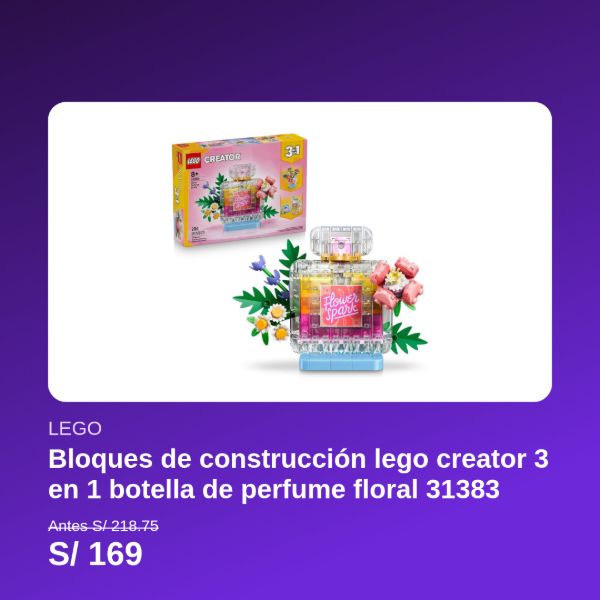 LEGO
CREATOR
3in1
8+
Flower
Spark
LEGO
Bloques de construcción lego creator 3
en 1 botella de perfume floral 31383
Antes S/ 218.75
S/ 169